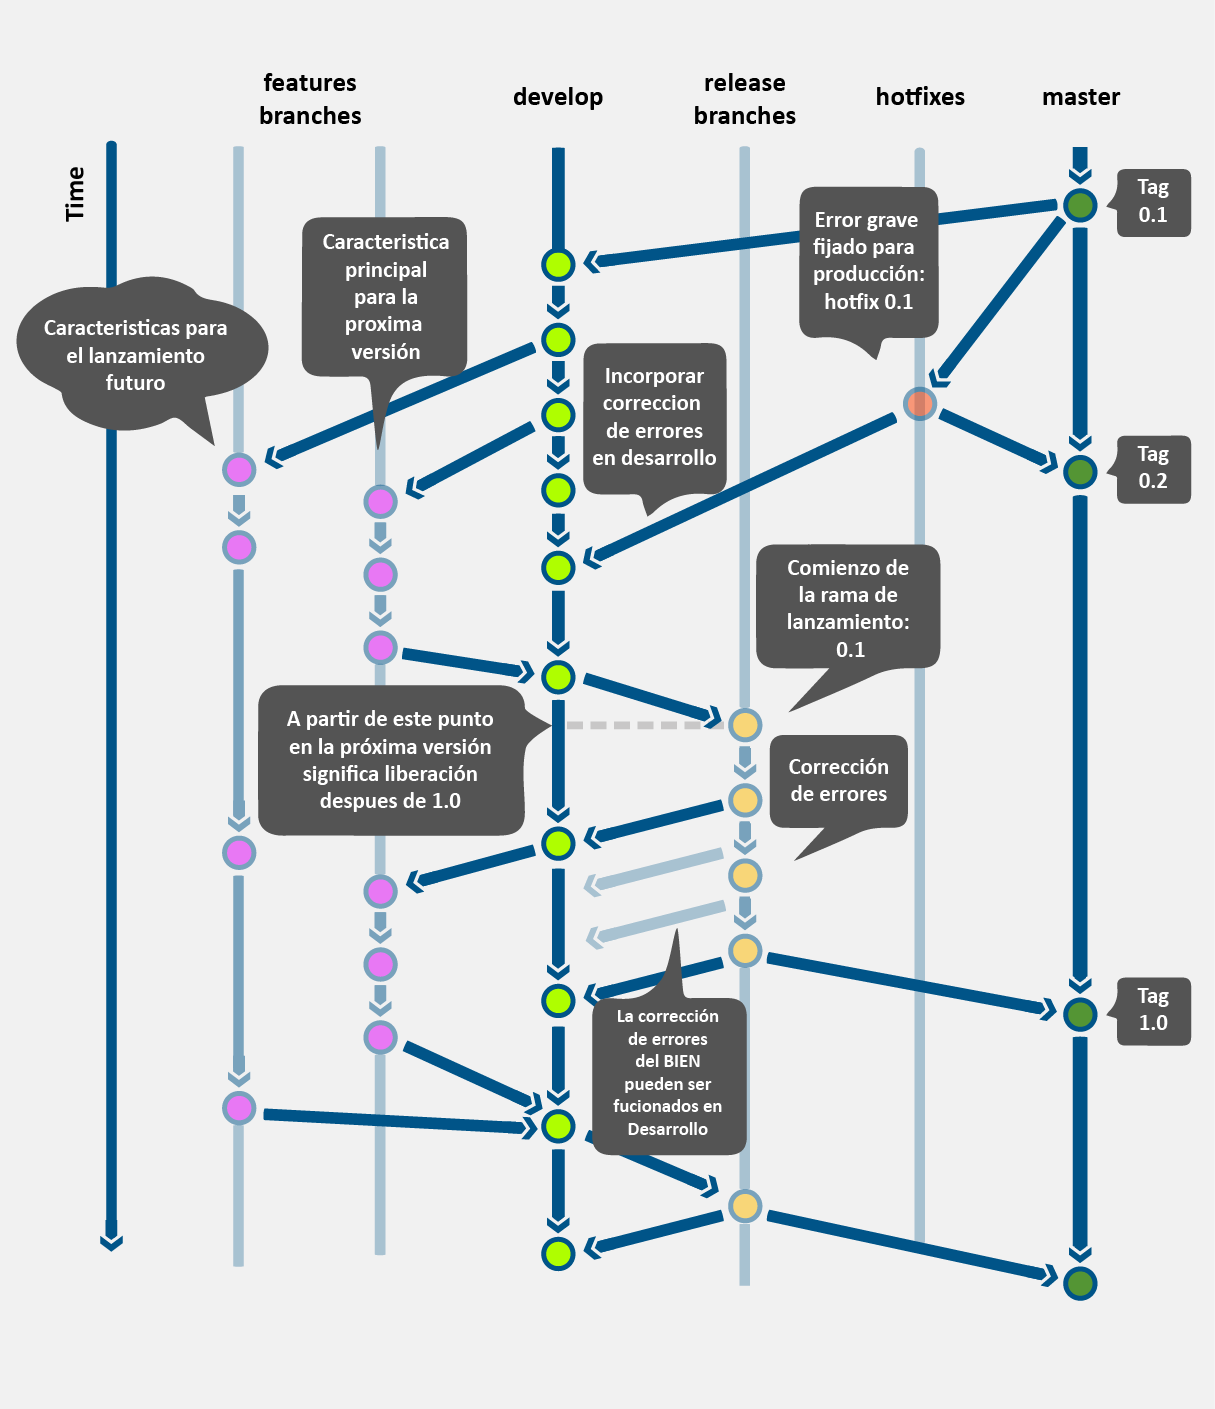 features
branches
develop
release
branches
hotfixes
master
Time
Tag
0.1
Error grave
fijado para
producción:
hotfix 0.1
Caracteristica
principal
para la
proxima
versión
Caracteristicas para
el lanzamiento
futuro
Incorporar
correccion
de errores
en desarrollo
Tag
0.2
Comienzo de
la rama de
lanzamiento:
0.1
A partir de este punto
en la próxima versión
significa liberación
despues de 1.0
Corrección
de errores
Tag
1.0
La corrección
de errores
del BIEN
pueden ser
fucionados en
Desarrollo